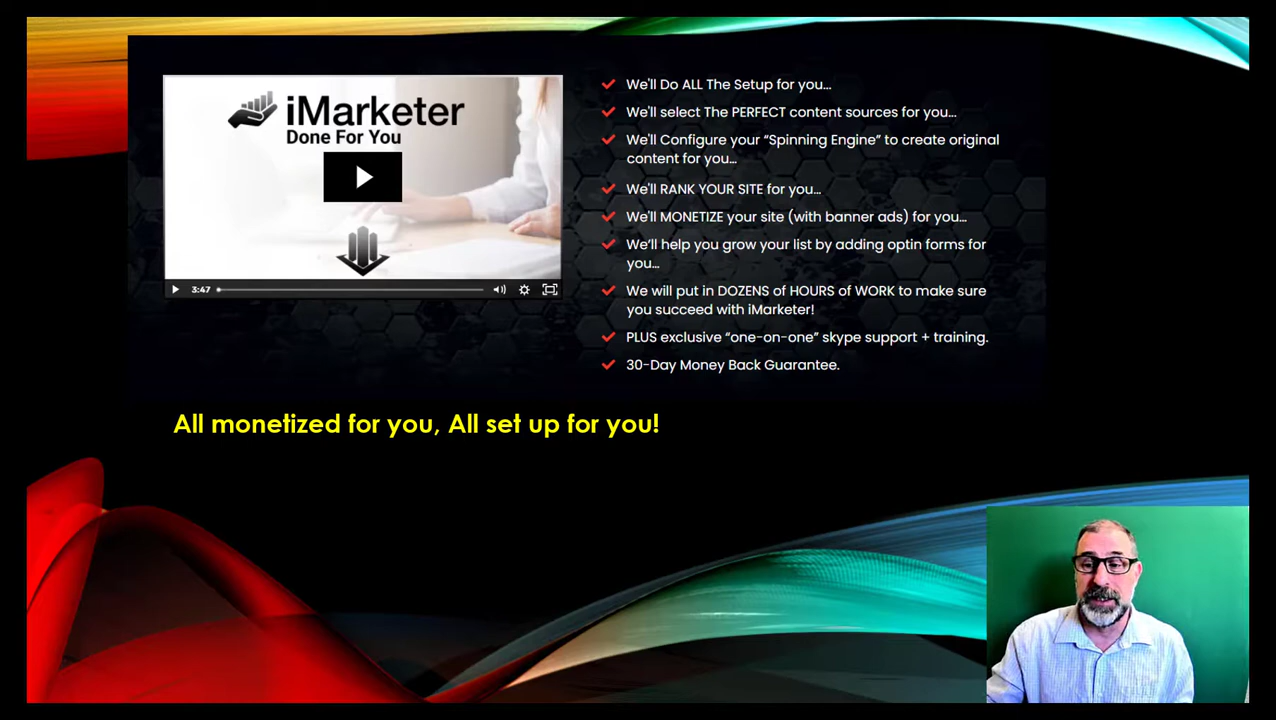 iMarketer
Done For You
3:47
We'll Do ALL The Setup for you...
We'll select The PERFECT content sources for you...
We'll Configure your “Spinning Engine” to create original
content for you...
We'll RANK YOUR SITE for you...
We'll MONETIZE your site (with banner ads) for you...
We’ll help you grow your list by adding optin forms for
you...
We will put in DOZENS of HOURS of WORK to make sure
you succeed with iMarketer!
PLUS exclusive “one-on-one” skype support + training.
30-Day Money Back Guarantee.
All monetized for you, All set up for you!